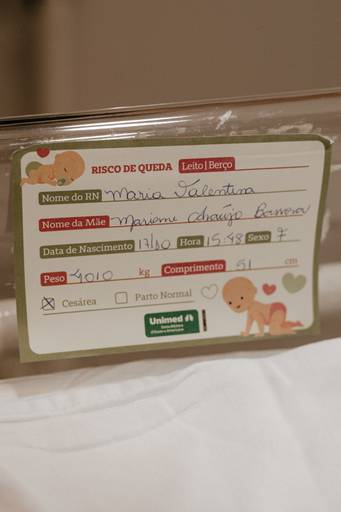 RISCO DE QUEDA Leito | Berço
Nome do RN Maria Valentina
Nome da Mãe Mariane Araújo
Data de Nascimento 17/10 Hora 15:48 Sexo F
Peso 4010 kg Comprimento 51 cm
Cesárea Parto Normal
Unimed